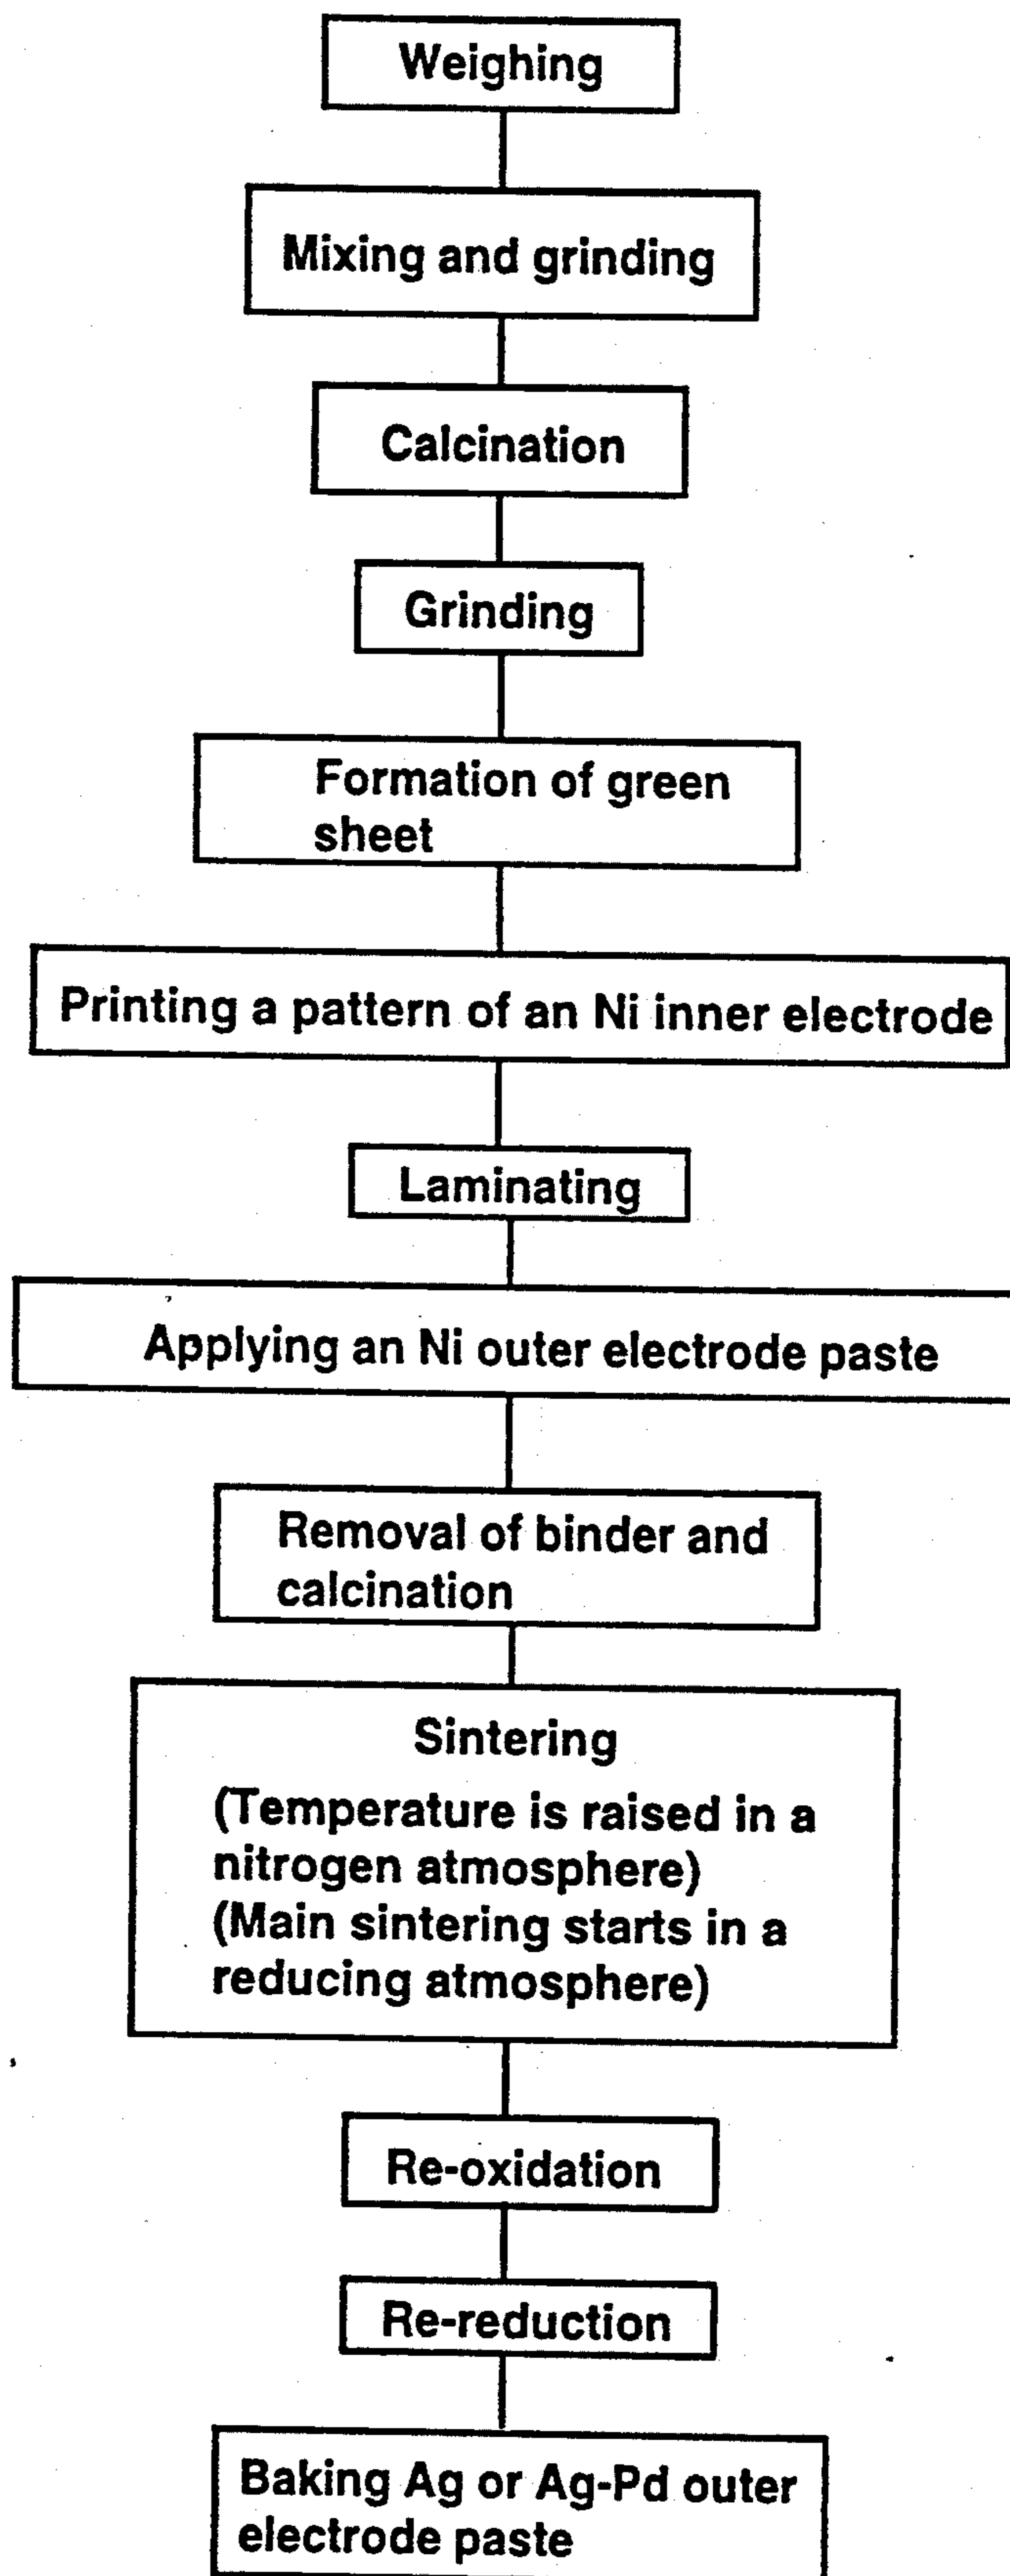 Weighing
Mixing and grinding
Calcination
Grinding
Formation of green
sheet
Printing a pattern of an Ni inner electrode
Laminating
Applying an Ni outer electrode paste
Removal of binder and
calcination
Sintering
(Temperature is raised in a
nitrogen atmosphere)
(Main sintering starts in a
reducing atmosphere)
Re-oxidation
Re-reduction
Baking Ag or Ag-Pd outer
electrode paste